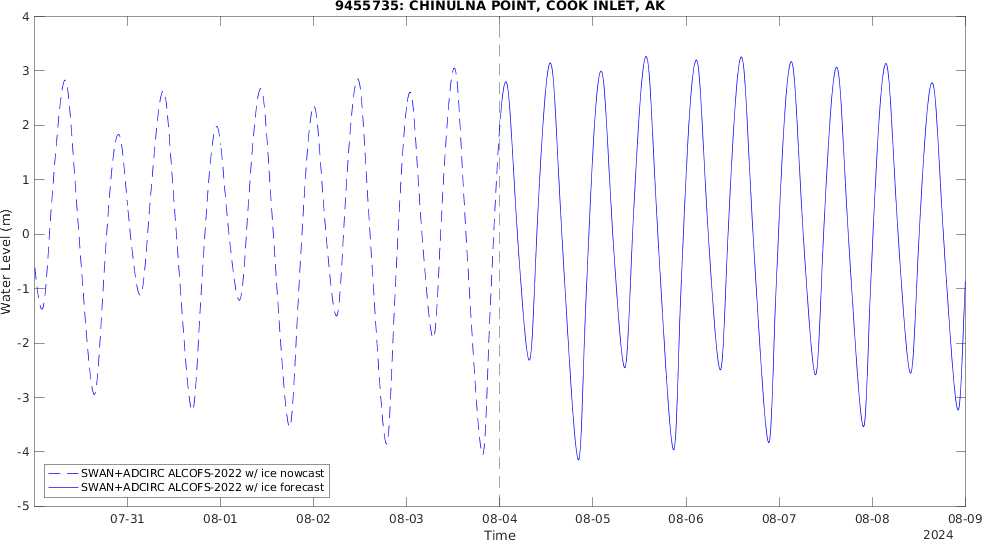 9455735: CHINULNA POINT, COOK INLET, AK
4
3
2
1
0
-1
-2
-3
-4
-5
Water Level (m)
SWAN+ADCIRC ALCOFS-2022 w/ ice nowcast
SWAN+ADCIRC ALCOFS-2022 w/ ice forecast
07-31 08-01 08-02 08-03 08-04 08-05 08-06 08-07 08-08 08-09
Time
2024